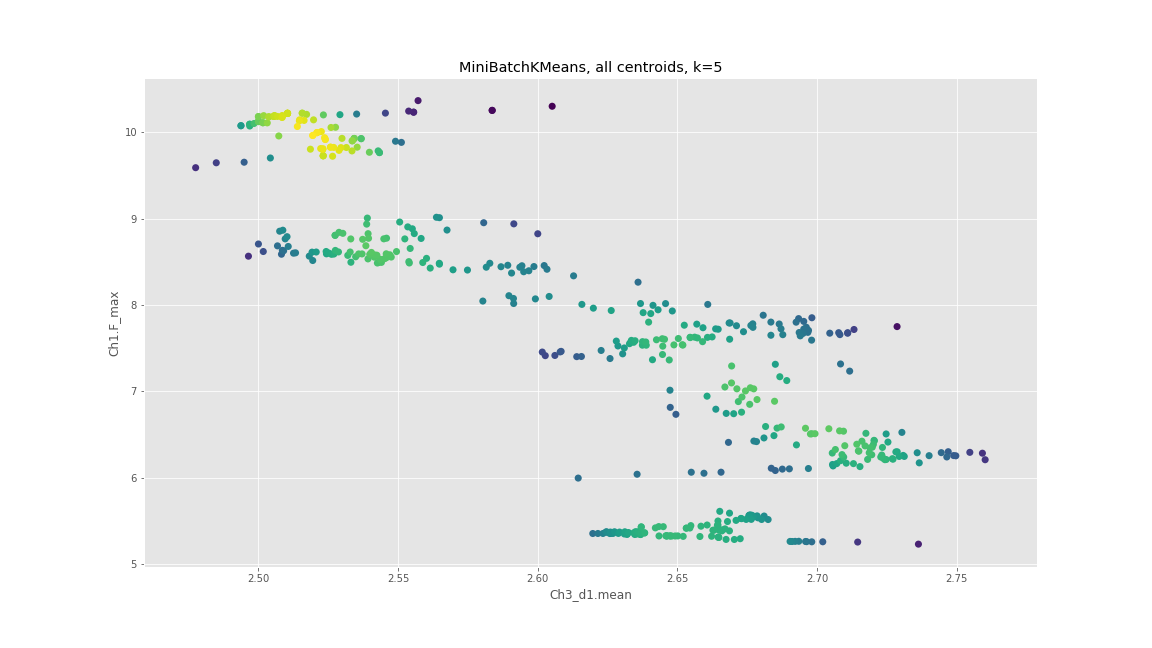 MiniBatchKMeans, all centroids, k=5
10
9
8
7
6
5
Ch1.F_max
2.50 2.55 2.60 2.65 2.70 2.75
Ch3_d1.mean